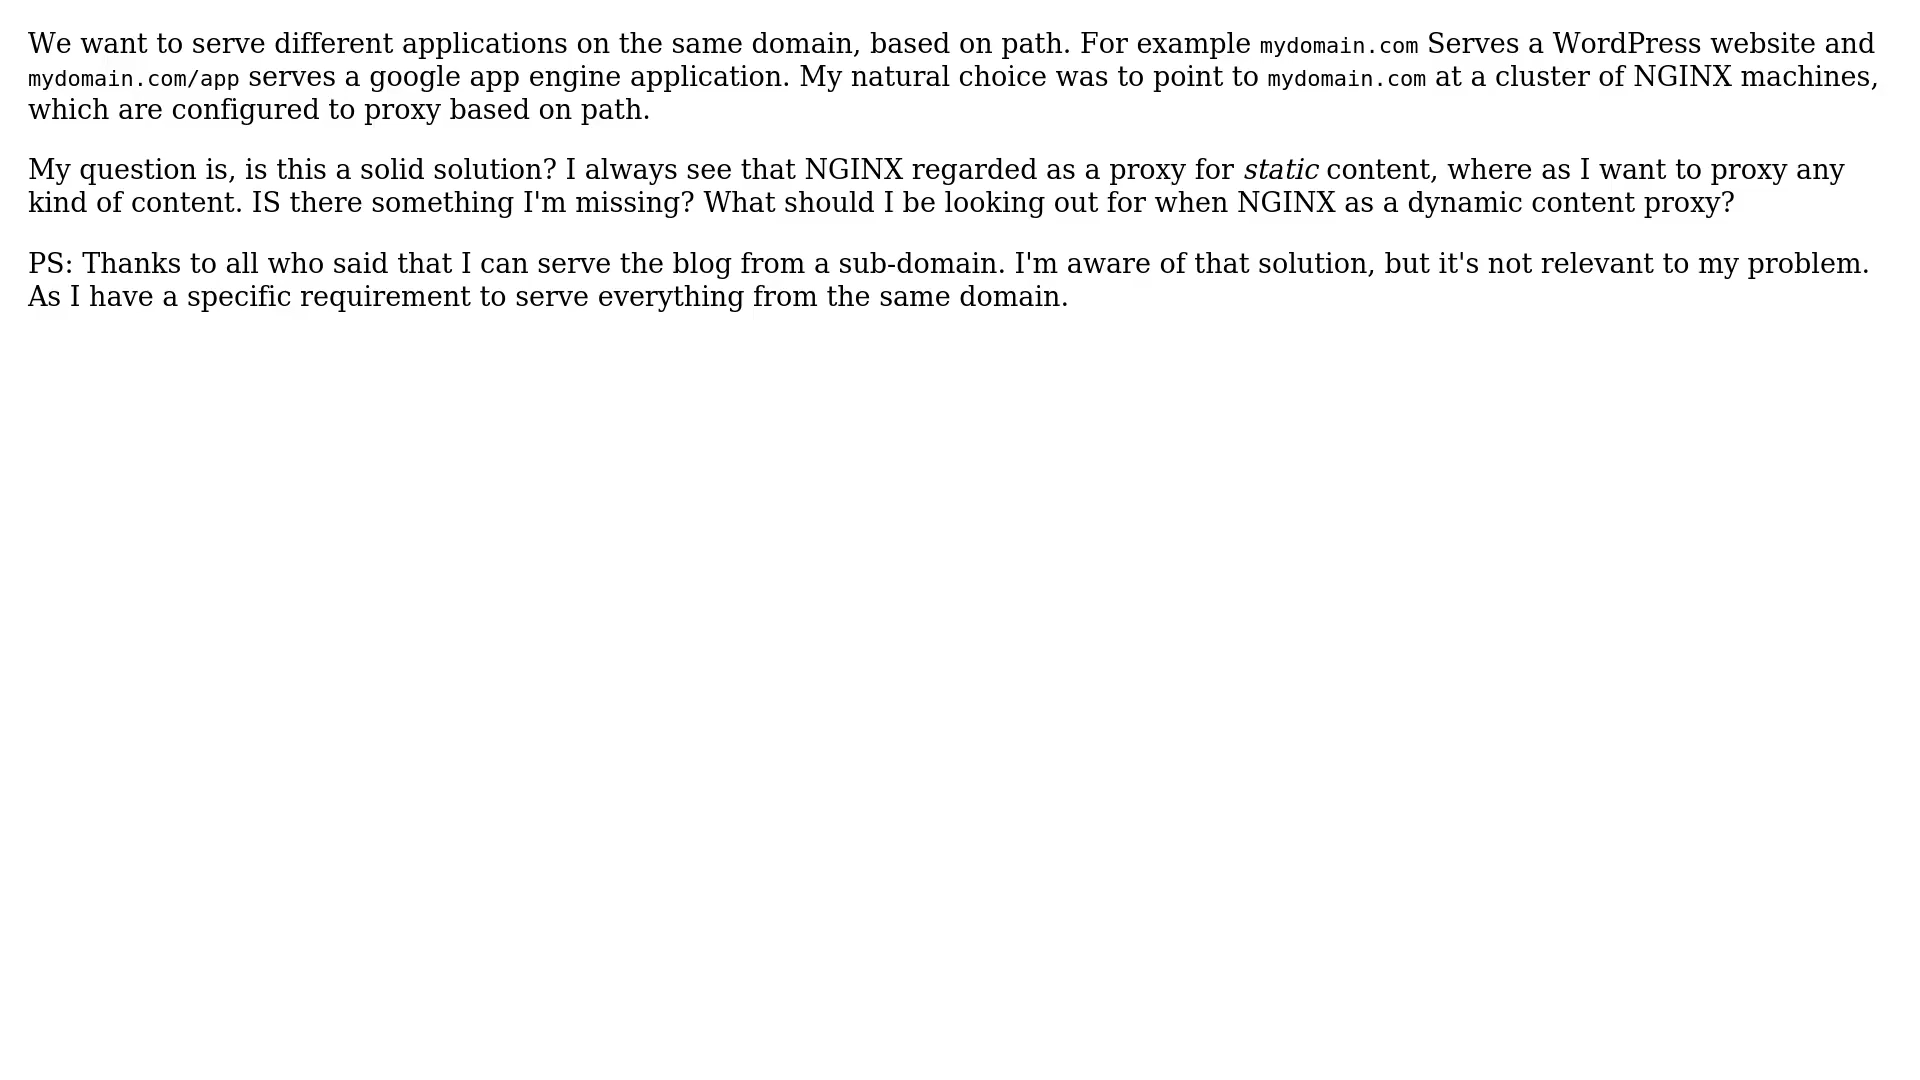 We want to serve different applications on the same domain, based on path. For example mydomain.com Serves a WordPress website and
mydomain.com/app serves a google app engine application. My natural choice was to point to mydomain.com at a cluster of NGINX machines,
which are configured to proxy based on path.
My question is, is this a solid solution? I always see that NGINX regarded as a proxy for static content, where as I want to proxy any
kind of content. IS there something I'm missing? What should I be looking out for when NGINX as a dynamic content proxy?
PS: Thanks to all who said that I can serve the blog from a sub-domain. I'm aware of that solution, but it's not relevant to my problem.
As I have a specific requirement to serve everything from the same domain.